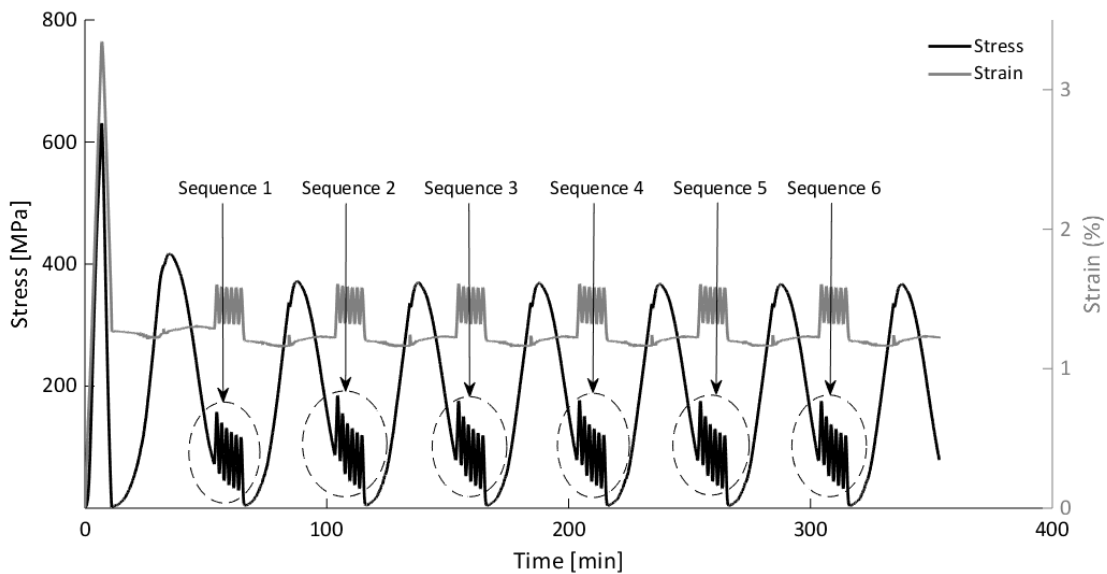 800
Stress
Strain
3
600
Sequence 1 Sequence 2 Sequence 3 Sequence 4 Sequence 5 Sequence 6
2
Stress [MPa]
400
Strain (%)
1
200
0
0 100 200 300 400
Time [min]